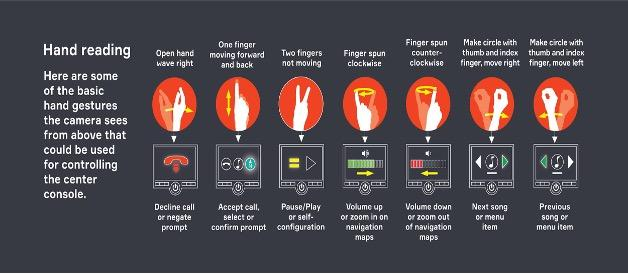 Hand reading
Here are some
of the basic
hand gestures
the camera sees
from above that
could be used
for controlling
the center
console.
Open hand
wave right
One finger
moving forward
and back
Two fingers
not moving
Finger spun
clockwise
Finger spun
counter-
clockwise
Make circle with
thumb and index
finger, move right
Make circle with
thumb and index
finger, move left
Decline call
or negate
prompt
Accept call,
select or
confirm prompt
Pause/Play
or self-
configuration
Volume up
or zoom in on
navigation
maps
Volume down
or zoom out
of navigation
maps
Next song
or menu
item
Previous
song or
menu item